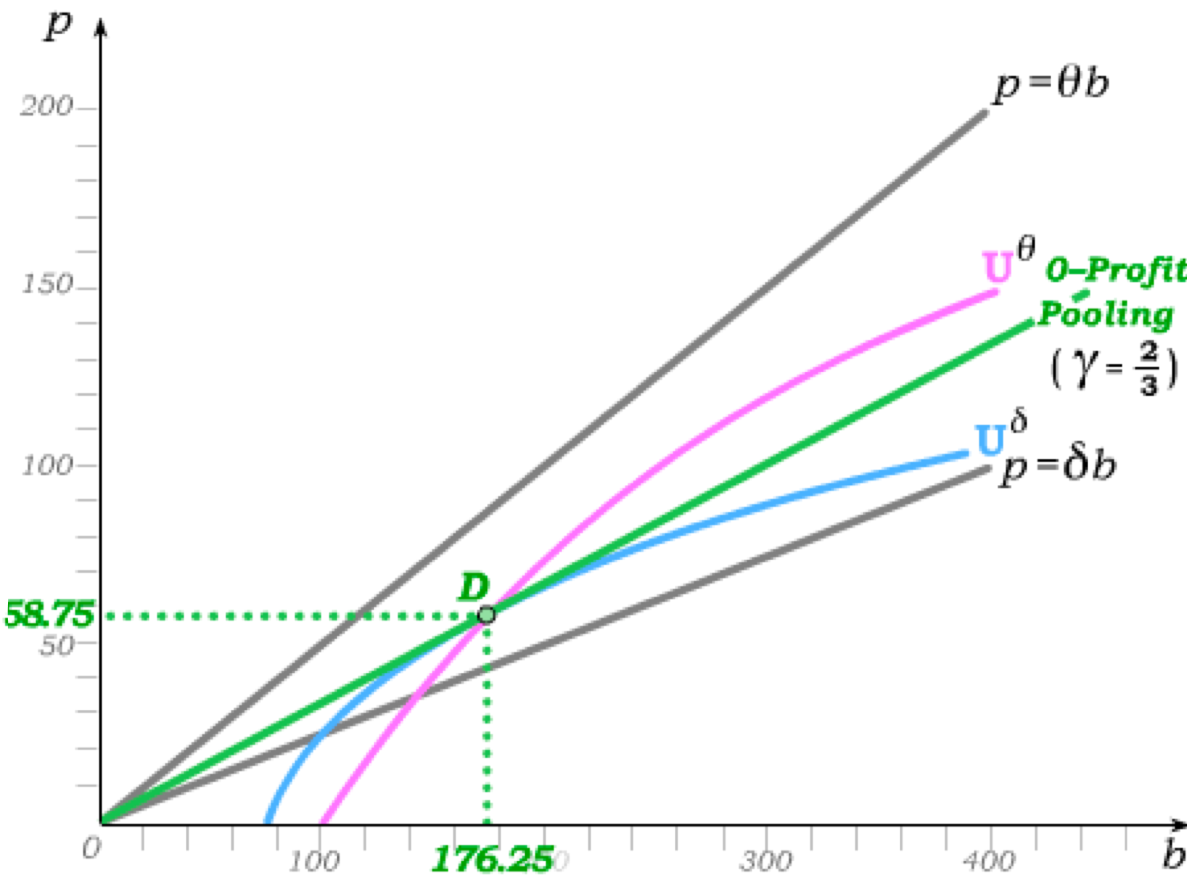 p
200
p=θb
U^θ
0-Profit
150
Pooling
(γ = 2/3)
U^δ
100
p=δb
D
58.75
50
0
100
176.25
0
300
400
b